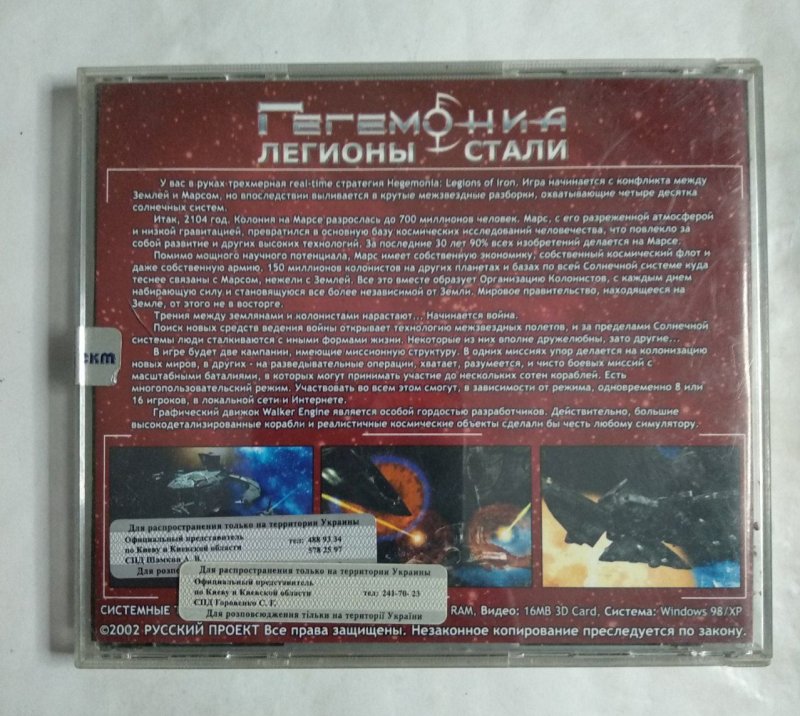 ГЕГЕМОНИЯ
ЛЕГИОНЫ СТАЛИ
У вас в руках трехмерная real-time стратегия Hegemonia: Legions of Iron. Игра начинается с конфликта между
Землей и Марсом, но впоследствии выливается в крутые межзвездные разборки, охватывающие четыре десятка
солнечных систем.
Итак, 2104 год. Колония на Марсе разрослась до 700 миллионов человек. Марс, с его разреженной атмосферой
и низкой гравитацией, превратился в основную базу космических исследований человечества, что повлекло за
собой развитие и других высоких технологий. За последние 30 лет 90% всех изобретений делается на Марсе.
Помимо мощного научного потенциала, Марс имеет собственную экономику, собственный космический флот и
даже собственную армию. 150 миллионов колонистов на других планетах и базах по всей Солнечной системе куда
теснее связаны с Марсом, нежели с Землей. Все это вместе образует Организацию Колонистов, с каждым днем
набирающую силу и становящуюся все более независимой от Земли. Мировое правительство, находящееся на
Земле, от этого не в восторге.
Трения между землянами и колонистами нарастают... Начинается война.
Поиск новых средств ведения войны открывает технологию межзвездных полетов, и за пределами Солнечной
системы люди сталкиваются с иными формами жизни. Некоторые из них вполне дружелюбны, зато другие...
В игре будет две кампании, имеющие миссионную структуру. В одних миссиях упор делается на колонизацию
новых миров, в других - на разведывательные операции, хватает, разумеется, и чисто боевых миссий с
масштабными баталиями, в которых могут принимать участие до нескольких сотен кораблей. Есть
многопользовательский режим. Участвовать во всем этом смогут, в зависимости от режима, одновременно 8 или
16 игроков, в локальной сети и Интернете.
Графический движок Walker Engine является особой гордостью разработчиков. Действительно, большие
высокодетализированные корабли и реалистичные космические объекты сделали бы честь любому симулятору.
ект
Для распространения только на территории Украины
Официальный представитель тел: 488 93 34
по Киеву и Киевской области 578 25 97
СПД Шамков А. В.
Для розпо
Для распространения только на территории Украины
Официальный представитель
по Киеву и Киевской области тел: 241-70- 23
СПД Горовенко С. Г.
Для розповсюдження тільки на території України
СИСТЕМНЫЕ Т RAM, Видео: 16MB 3D Card, Система: Windows 98/XP
©2002 РУССКИЙ ПРОЕКТ Все права защищены. Незаконное копирование преследуется по закону.